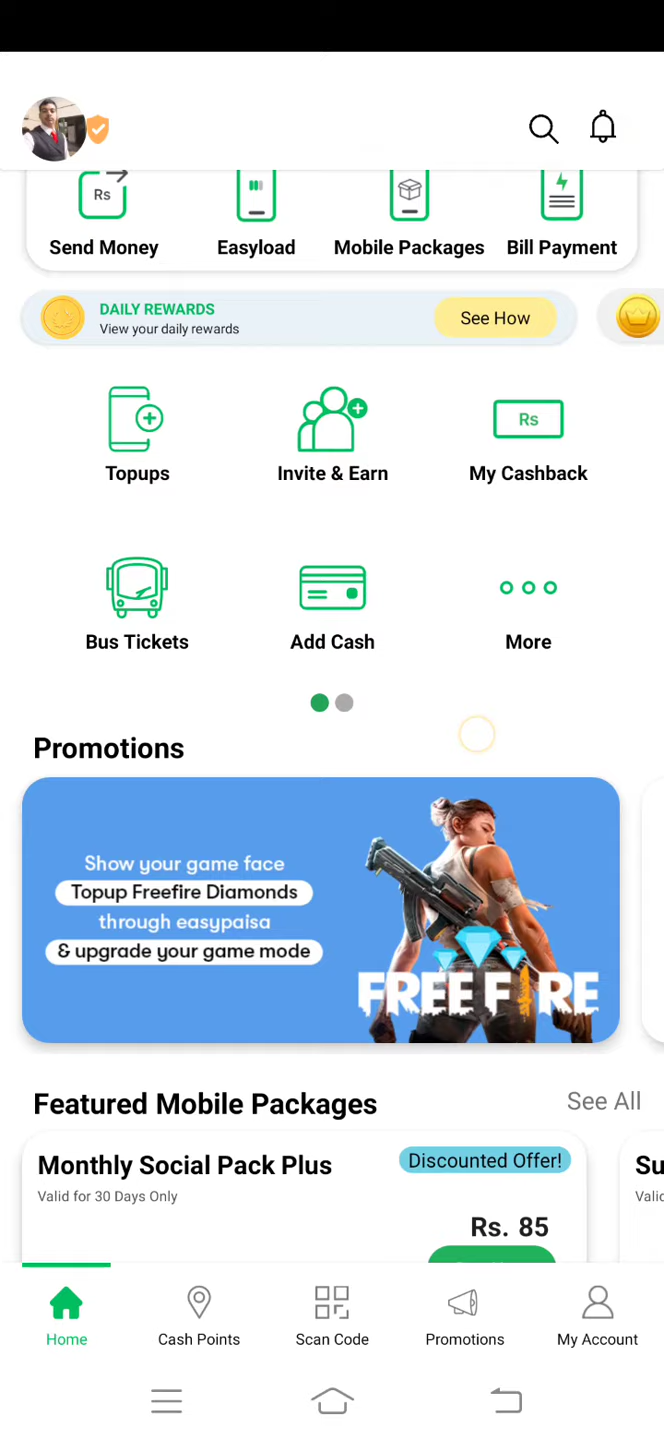 Rs
Send Money
Easyload
Mobile Packages
Bill Payment
DAILY REWARDS
View your daily rewards
See How
Topups
Invite & Earn
Rs
My Cashback
Bus Tickets
Add Cash
More
Promotions
Show your game face
Topup Freefire Diamonds
through easypaisa
& upgrade your game mode
FREE FIRE
Featured Mobile Packages
See All
Monthly Social Pack Plus
Discounted Offer!
Su
Valid for 30 Days Only
Valid
Rs. 85
Home
Cash Points
Scan Code
Promotions
My Account